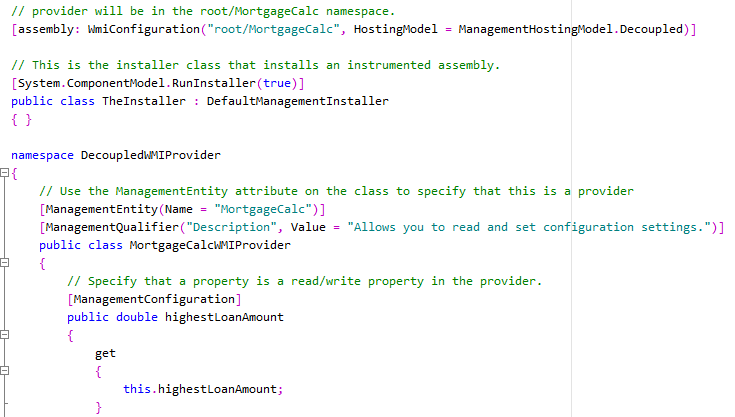 // provider will be in the root/MortgageCalc namespace.
[assembly: WmiConfiguration("root/MortgageCalc", HostingModel = ManagementHostingModel.Decoupled)]
// This is the installer class that installs an instrumented assembly.
[System.ComponentModel.RunInstaller(true)]
public class TheInstaller : DefaultManagementInstaller
{ }
namespace DecoupledWMIProvider
{
// Use the ManagementEntity attribute on the class to specify that this is a provider
[ManagementEntity(Name = "MortgageCalc")]
[ManagementQualifier("Description", Value = "Allows you to read and set configuration settings.")]
public class MortgageCalcWMIProvider
{
// Specify that a property is a read/write property in the provider.
[ManagementConfiguration]
public double highestLoanAmount
{
get
{
this.highestLoanAmount;
}